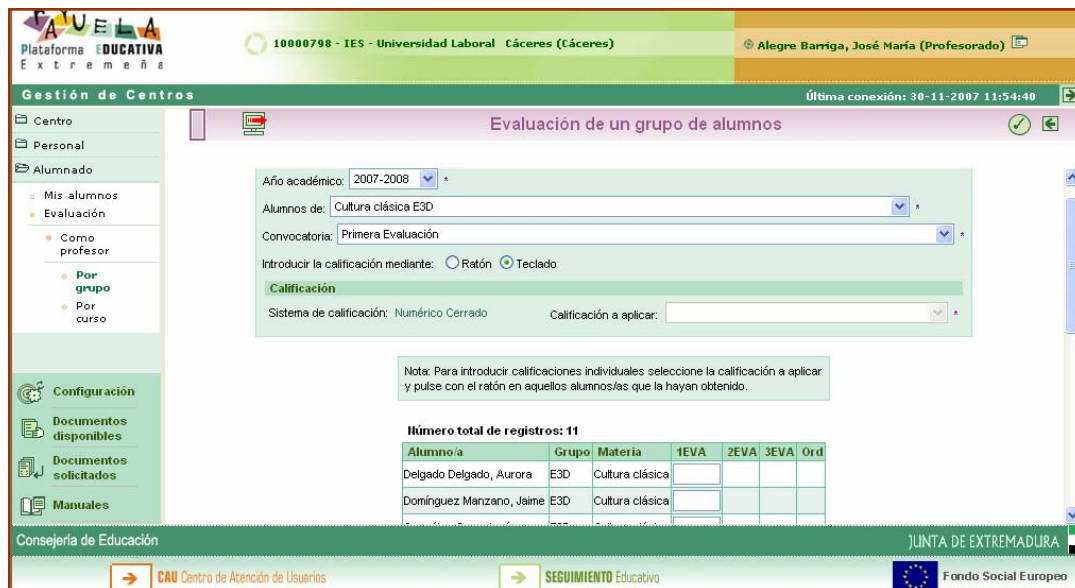 RAYUELA
Plataforma EDUCATIVA
Extremeña
10000798 - IES - Universidad Laboral Cáceres (Cáceres)
Alegre Barriga, José María (Profesorado)
Gestión de Centros
Última conexión: 30-11-2007 11:54:40
Centro
Personal
Alumnado
Mis alumnos
Evaluación
Como
profesor
Por
grupo
Por
curso
Configuración
Documentos
disponibles
Documentos
solicitados
Manuales
Evaluación de un grupo de alumnos
Año académico: 2007-2008 *
Alumnos de: Cultura clásica E3D *
Convocatoria: Primera Evaluación *
Introducir la calificación mediante: Ratón Teclado
Calificación
Sistema de calificación: Numérico Cerrado Calificación a aplicar: *
Nota: Para introducir calificaciones individuales seleccione la calificación a aplicar
y pulse con el ratón en aquellos alumnos/as que la hayan obtenido.
Número total de registros: 11
Alumno/a Grupo Materia 1EVA 2EVA 3EVA Ord
Delgado Delgado, Aurora E3D Cultura clásica
Domínguez Manzano, Jaime E3D Cultura clásica
Consejería de Educación
JUNTA DE EXTREMADURA
CAU Centro de Atención de Usuarios
SEGUIMIENTO Educativo
Fondo Social Europeo